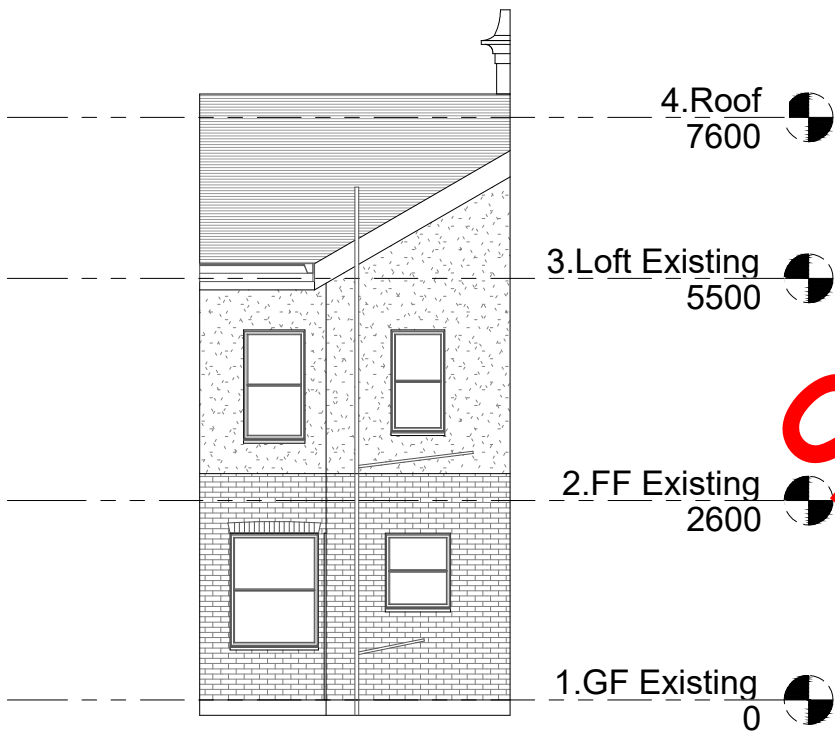 4.Roof
7600
3.Loft Existing
5500
2.FF Existing
2600
1.GF Existing
0